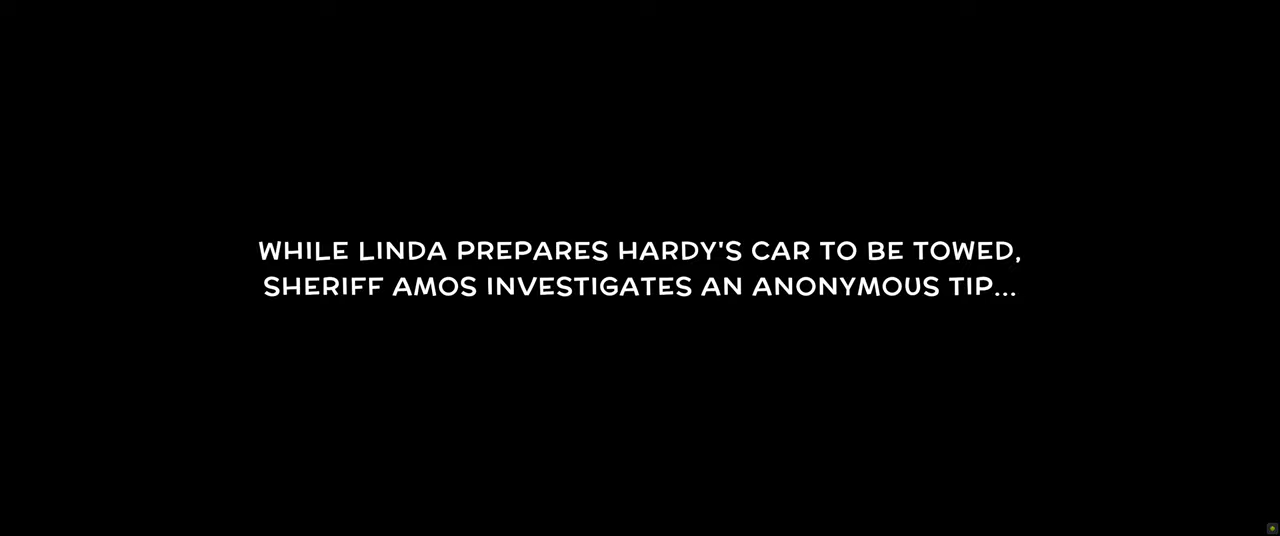 WHILE LINDA PREPARES HARDY'S CAR TO BE TOWED,
SHERIFF AMOS INVESTIGATES AN ANONYMOUS TIP...